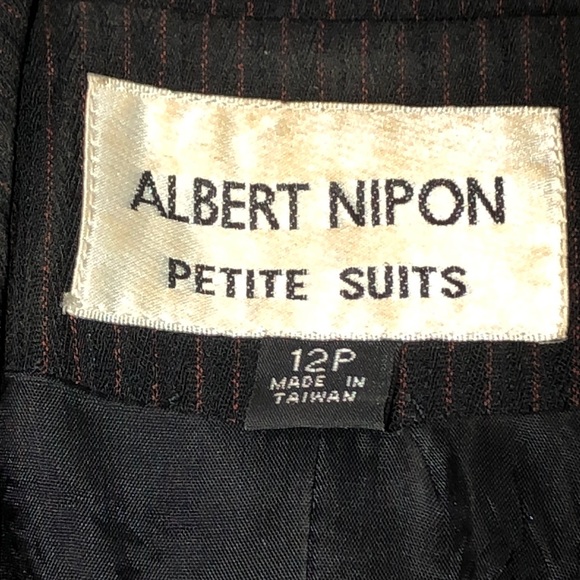 ALBERT NIPON
PETITE SUITS
12P
MADE IN
TAIWAN